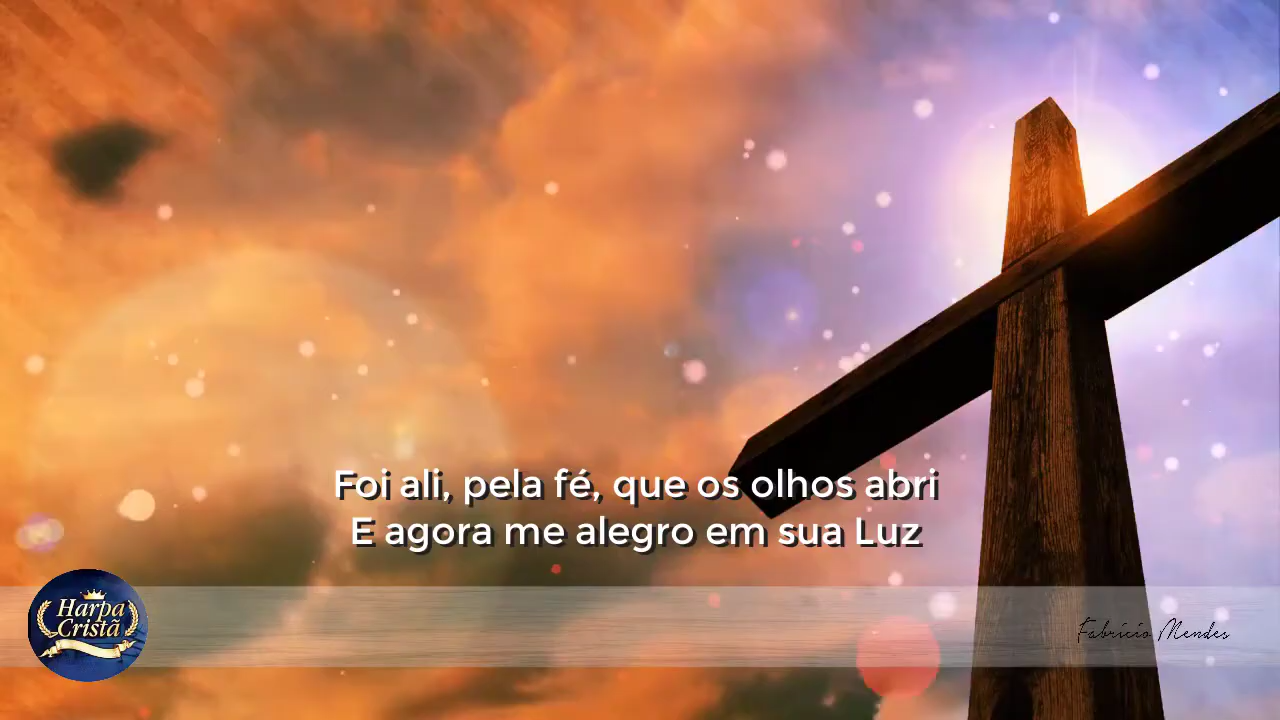 Foi ali, pela fé, que os olhos abri
E agora me alegro em sua Luz
Harpa
Cristã
Fabrício Mendes